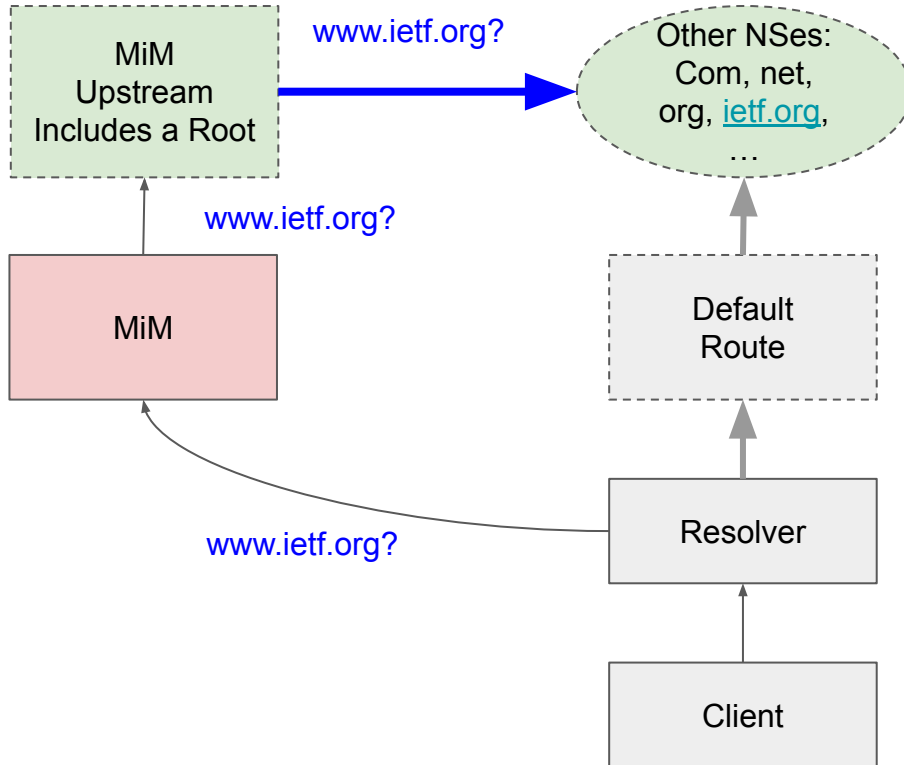 www.ietf.org?
MiM
Upstream
Includes a Root
Other NSes:
Com, net,
org, ietf.org,
…
www.ietf.org?
MiM
Default
Route
www.ietf.org?
Resolver
Client